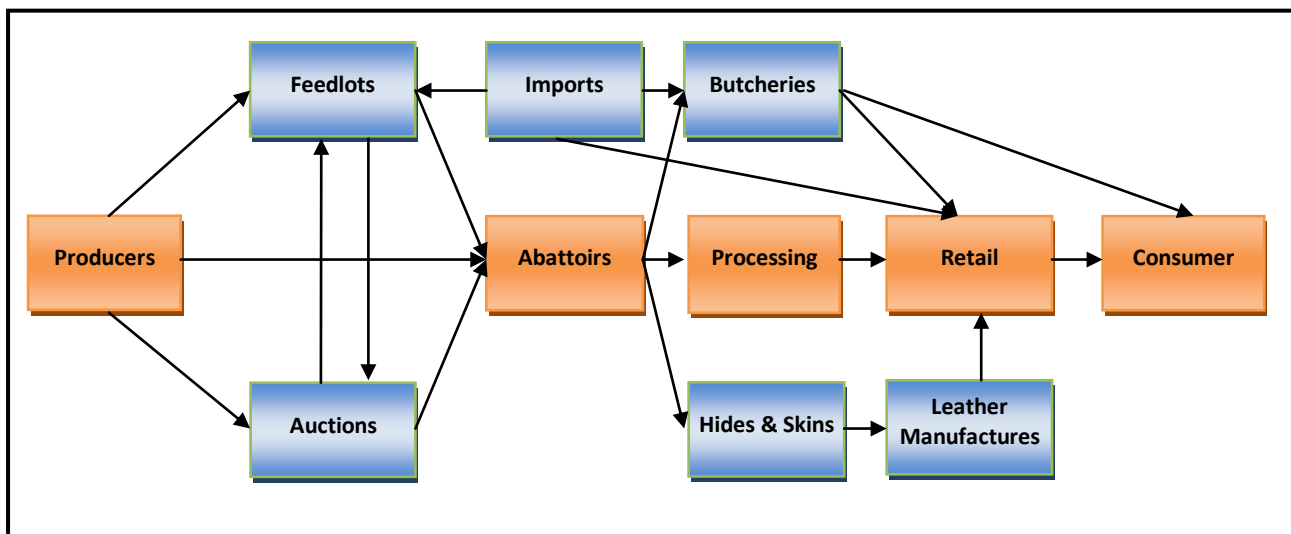 Feedlots
Imports
Butcheries
Producers
Abattoirs
Processing
Retail
Consumer
Auctions
Hides & Skins
Leather
Manufactures